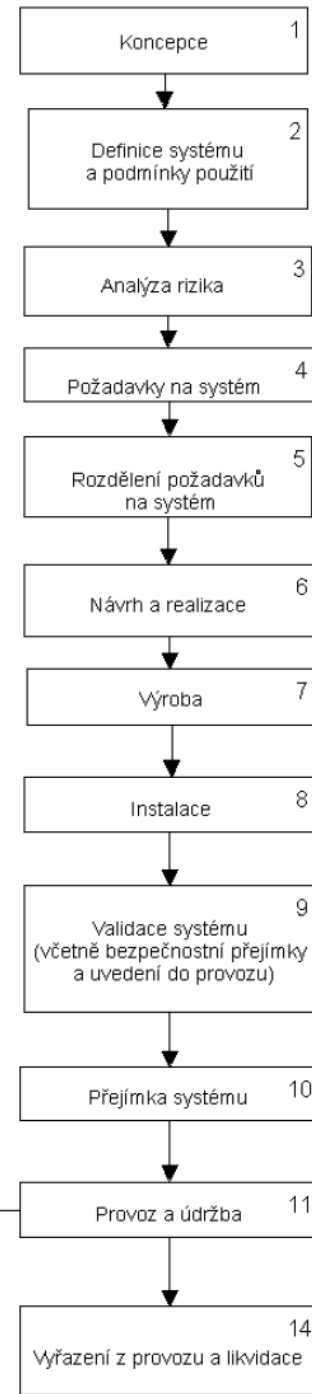 1
Koncepce
2
Definice systému
a podmínky použití
3
Analýza rizika
4
Požadavky na systém
5
Rozdělení požadavků
na systém
6
Návrh a realizace
7
Výroba
8
Instalace
9
Validace systému
(včetně bezpečnostní přejímky
a uvedení do provozu)
10
Přejímka systému
11
Provoz a údržba
14
Vyřazení z provozu a likvidace